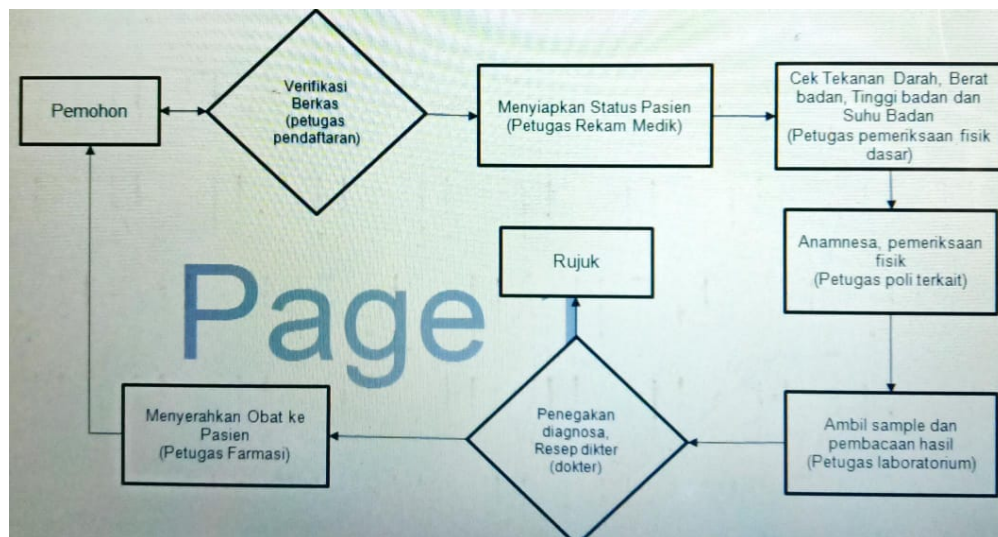 Pemohon
Verifikasi
Berkas
(petugas
pendaftaran)
Menyiapkan Status Pasien
(Petugas Rekam Medik)
Cek Tekanan Darah, Berat
badan, Tinggi badan dan
Suhu Badan
(Petugas pemeriksaan fisik
dasar)
Anamnesa, pemeriksaan
fisik
(Petugas poli terkait)
Rujuk
Page
Menyerahkan Obat ke
Pasien
(Petugas Farmasi)
Penegakan
diagnosa,
Resep dikter
(dokter)
Ambil sample dan
pembacaan hasil
(Petugas laboratorium)